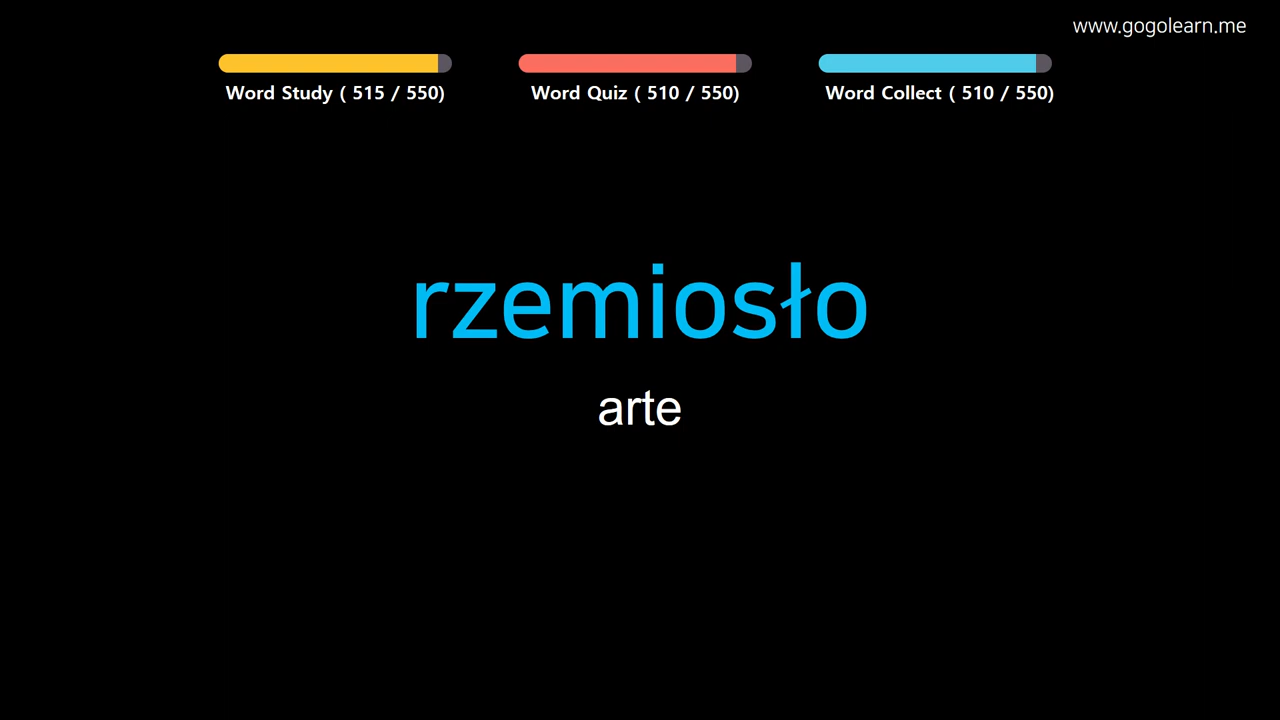 www.gogolearn.me
Word Study ( 515 / 550)
Word Quiz ( 510 / 550)
Word Collect ( 510 / 550)
rzemiosło
arte